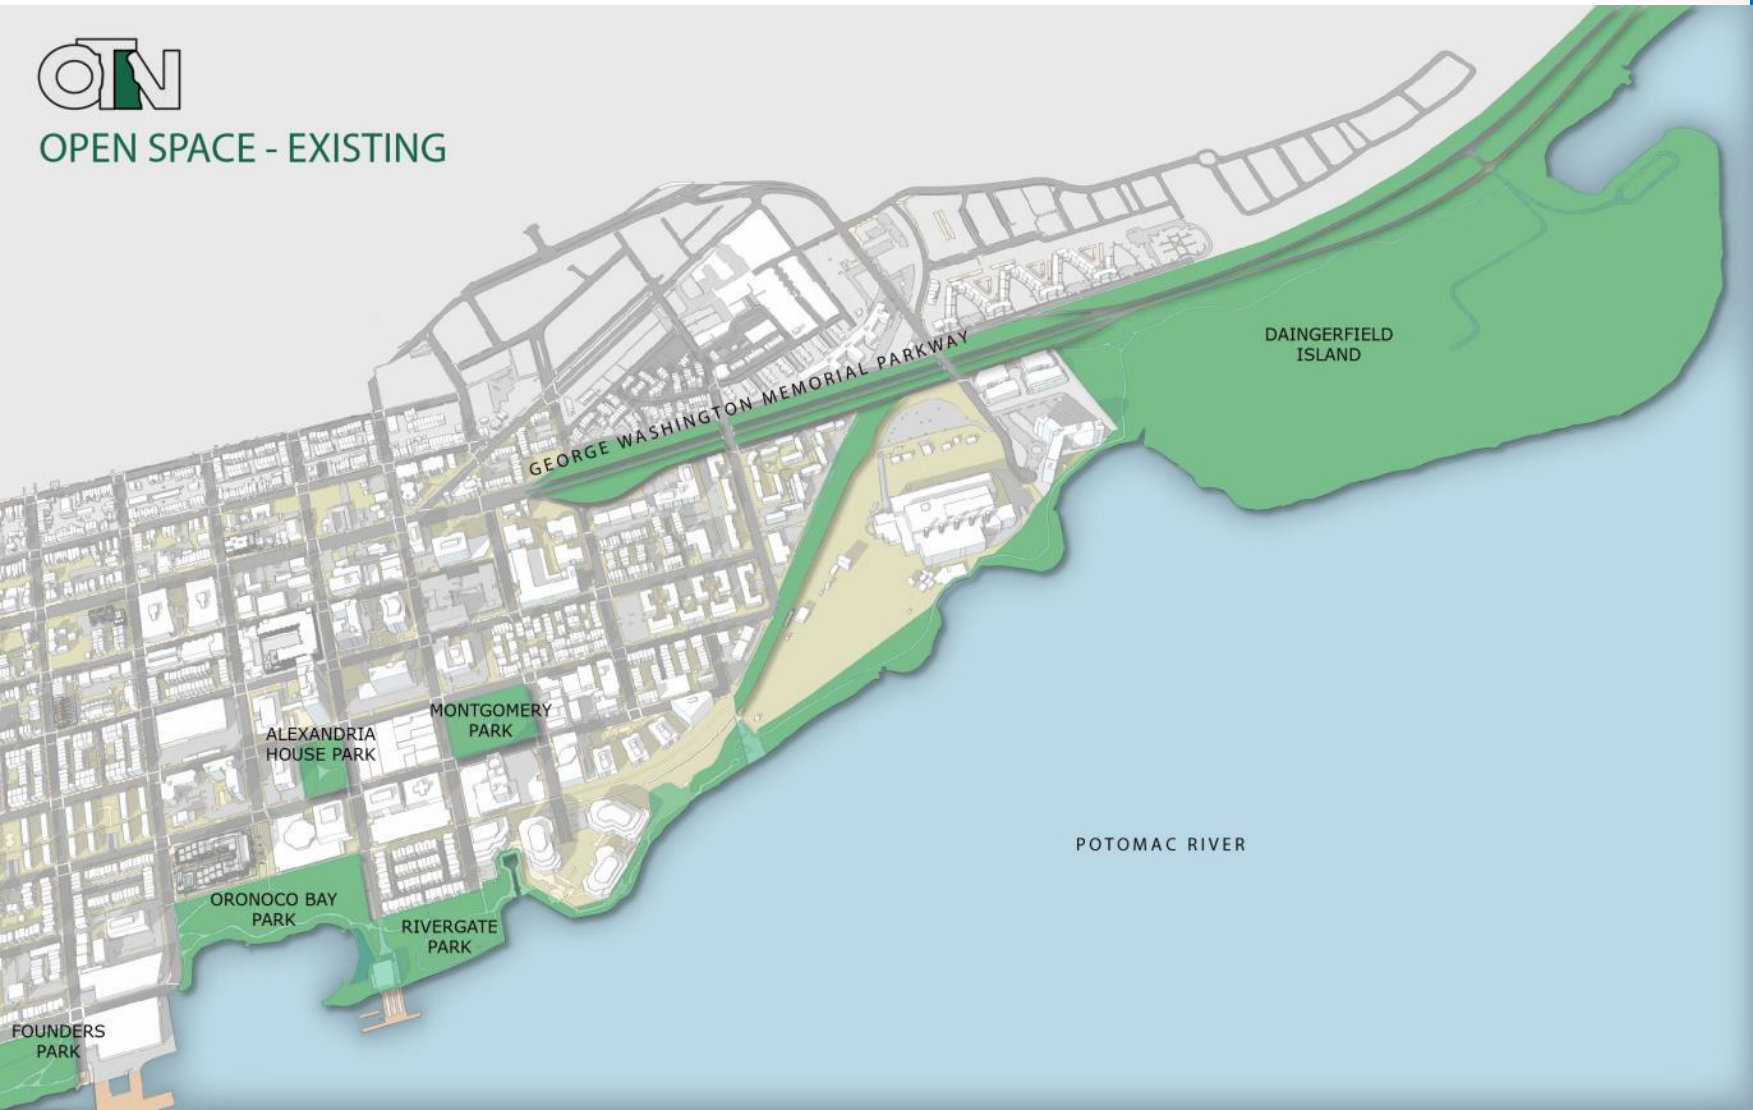 OTN
OPEN SPACE - EXISTING
DAINGERFIELD
ISLAND
GEORGE WASHINGTON MEMORIAL PARKWAY
MONTGOMERY
PARK
ALEXANDRIA
HOUSE PARK
POTOMAC RIVER
ORONOCO BAY
PARK
RIVERGATE
PARK
FOUNDERS
PARK